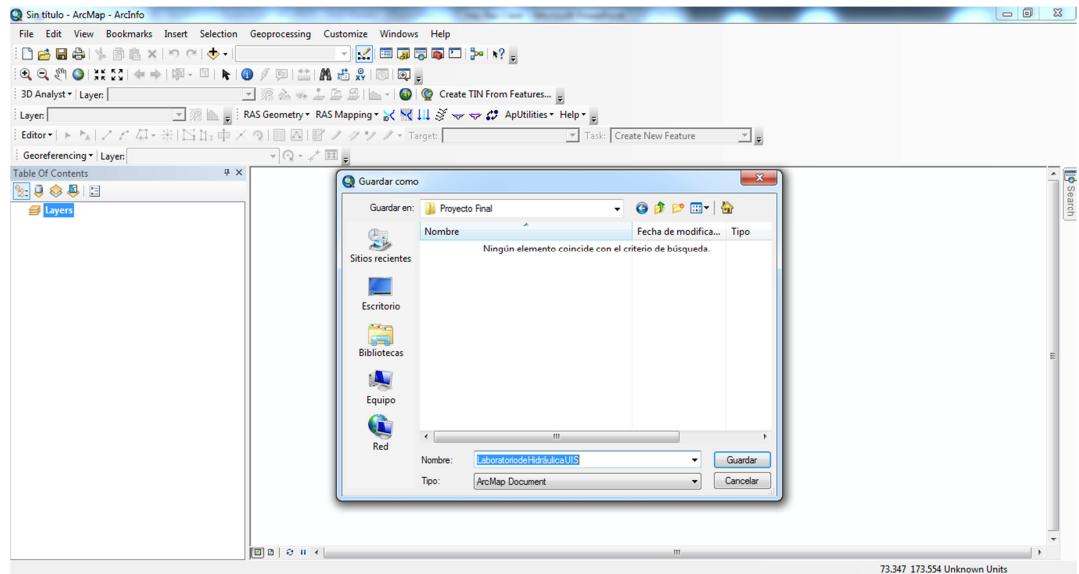 Sin título - ArcMap - ArcInfo
File Edit View Bookmarks Insert Selection Geoprocessing Customize Windows Help
3D Analyst Layer: Create TIN From Features...
Layer: RAS Geometry RAS Mapping ApUtilities Help
Editor Target: Task: Create New Feature
Georeferencing Layer:
Table Of Contents
Layers
Search
Guardar como
Guardar en: Proyecto Final
Nombre Fecha de modifica... Tipo
Ningún elemento coincide con el criterio de búsqueda.
Sitios recientes
Escritorio
Bibliotecas
Equipo
Red
Nombre: LaboratoriodeHidráulicaUIS Guardar
Tipo: ArcMap Document Cancelar
73.347 173.554 Unknown Units